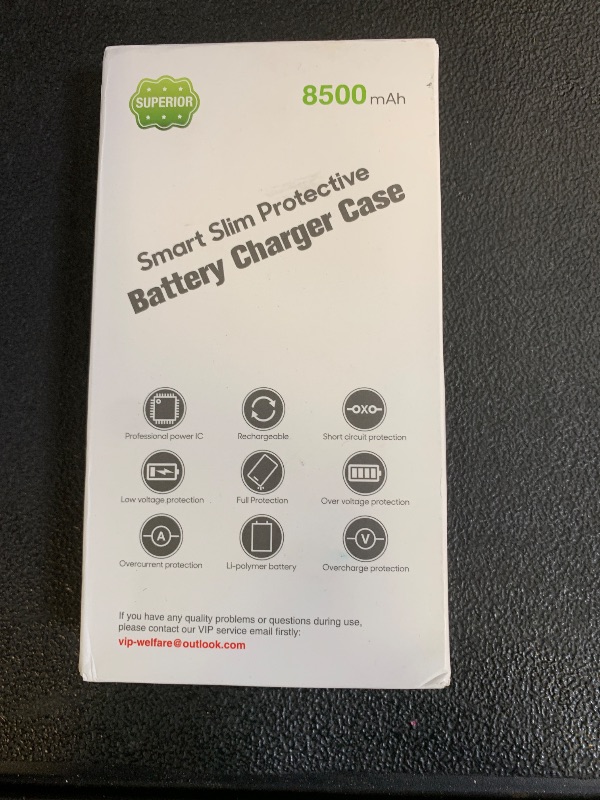 SUPERIOR
8500 mAh
Smart Slim Protective
Battery Charger Case
Professional power IC
Rechargeable
Short circuit protection
Low voltage protection
Full Protection
Over voltage protection
A
V
Overcurrent protection
Li-polymer battery
Overcharge protection
If you have any quality problems or questions during use,
please contact our VIP service email firstly:
vip-welfare@outlook.com